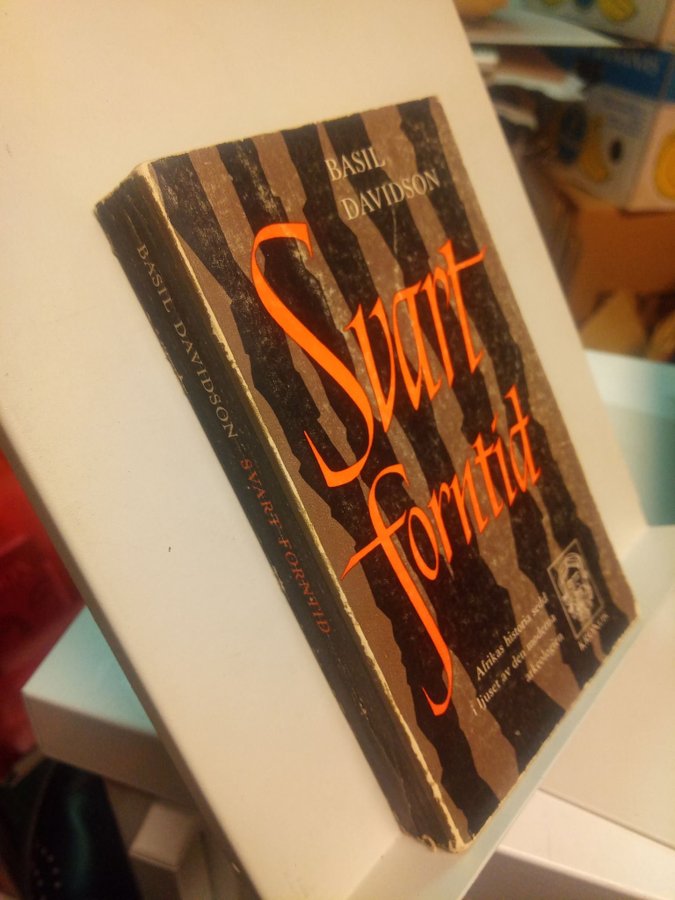 BASIL
DAVIDSON
Svart
forntid
Afrikas historia sedd
i ljuset av den moderna
arkeologien
BASIL DAVIDSON · SVART FORNTID